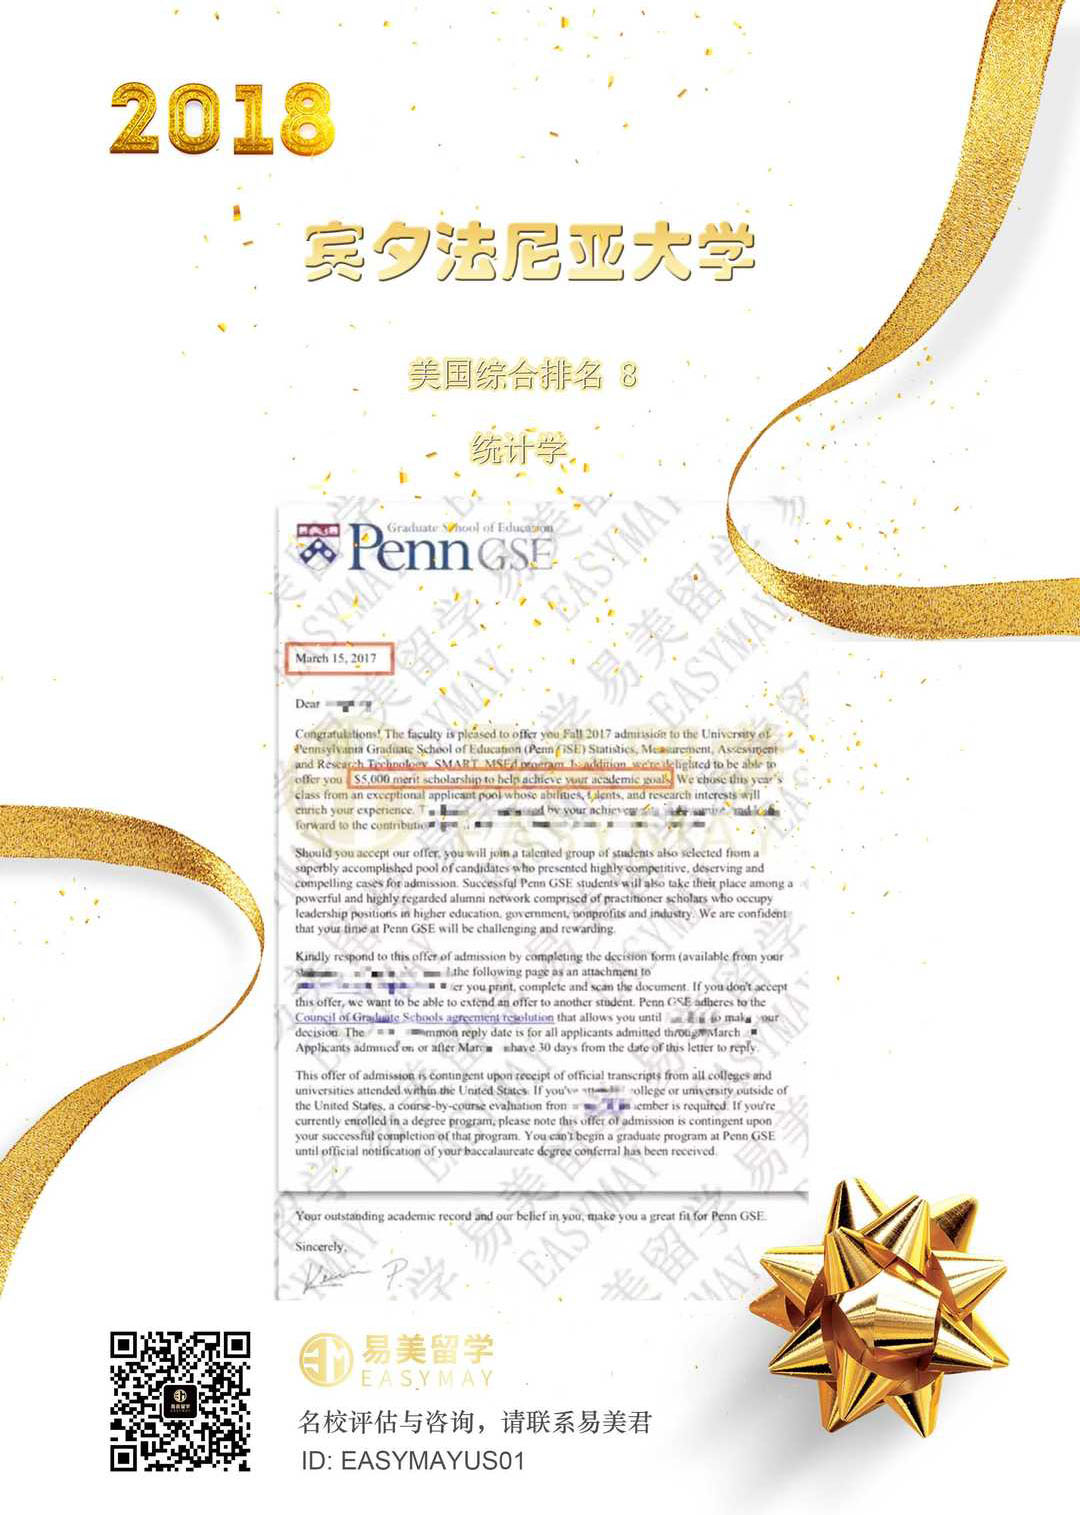 2018
宾夕法尼亚大学
美国综合排名 8
统计学
Graduate School of Education
Penn GSE
March 15, 2017
Dear
Congratulations! The faculty is pleased to offer you Fall 2017 admission to the University of
Pennsylvania Graduate School of Education (Penn GSE) Statistics, Measurement, Assessment
and Research Technology, SMART, MSEd program. In addition, we're delighted to be able to
offer you $5,000 merit scholarship to help achieve your academic goals. We chose this year's
class from an exceptional applicant pool whose abilities, talents, and research interests will
enrich your experience. by your achievements and
forward to the
Should you accept our offer, you will join a talented group of students also selected from a
superbly accomplished pool of candidates who presented highly competitive, deserving and
compelling cases for admission. Successful Penn GSE students will also take their place among a
powerful and highly regarded alumni network comprised of practitioner scholars who occupy
leadership positions in higher education, government, nonprofits and industry. We are confident
that your time at Penn GSE will be challenging and rewarding.
Kindly respond to this offer of admission by completing the decision form (available from your
the following page as an attachment to
you print, complete and scan the document. If you don't accept
this offer, we want to be able to extend an offer to another student. Penn GSE adheres to the
Council of Graduate Schools agreement resolution that allows you until to make your
decision. The reply date is for all applicants admitted through March
Applicants admitted on or after March have 30 days from the date of this letter to reply.
This offer of admission is contingent upon receipt of official transcripts from all colleges and
universities attended within the United States. If you've college or university outside of
the United States, a course-by-course evaluation from is required. If you're
currently enrolled in a degree program, please note this offer of admission is contingent upon
your successful completion of that program. You can't begin a graduate program at Penn GSE
until official notification of your baccalaureate degree conferral has been received.
Your outstanding academic record and our belief in you, make you a great fit for Penn GSE.
Sincerely,
易美留学
EASYMAY
名校评估与咨询，请联系易美君
ID: EASYMAYUS01